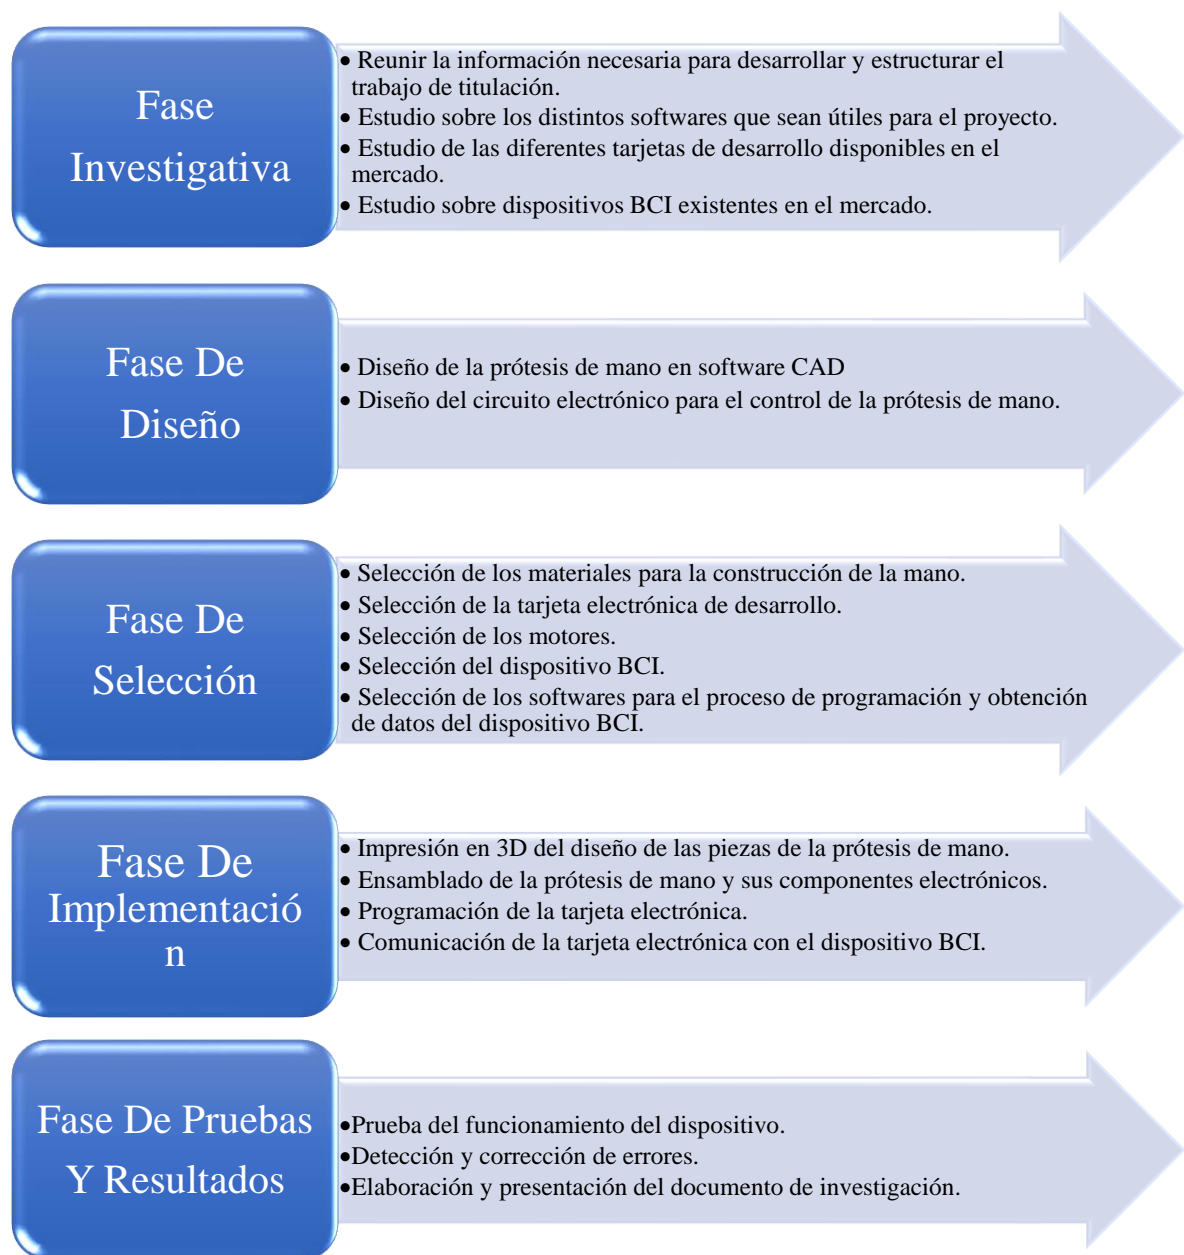 Fase
Investigativa
• Reunir la información necesaria para desarrollar y estructurar el
trabajo de titulación.
• Estudio sobre los distintos softwares que sean útiles para el proyecto.
• Estudio de las diferentes tarjetas de desarrollo disponibles en el
mercado.
• Estudio sobre dispositivos BCI existentes en el mercado.
Fase De
Diseño
• Diseño de la prótesis de mano en software CAD
• Diseño del circuito electrónico para el control de la prótesis de mano.
Fase De
Selección
• Selección de los materiales para la construcción de la mano.
• Selección de la tarjeta electrónica de desarrollo.
• Selección de los motores.
• Selección del dispositivo BCI.
• Selección de los softwares para el proceso de programación y obtención
de datos del dispositivo BCI.
Fase De
Implementació
n
• Impresión en 3D del diseño de las piezas de la prótesis de mano.
• Ensamblado de la prótesis de mano y sus componentes electrónicos.
• Programación de la tarjeta electrónica.
• Comunicación de la tarjeta electrónica con el dispositivo BCI.
Fase De Pruebas
Y Resultados
•Prueba del funcionamiento del dispositivo.
•Detección y corrección de errores.
•Elaboración y presentación del documento de investigación.